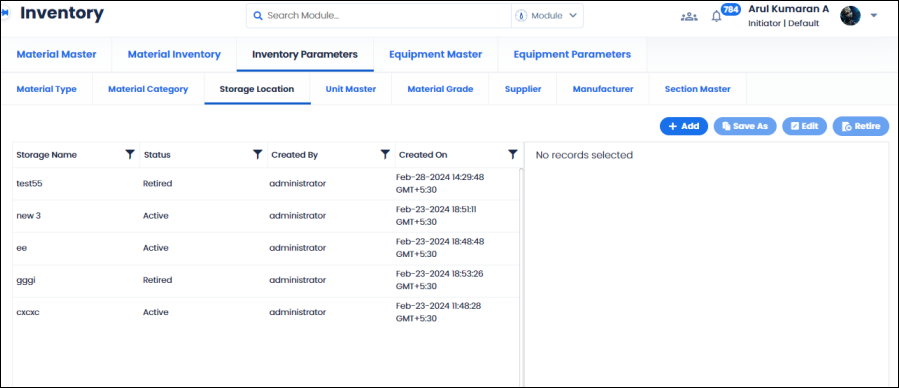 Inventory
Search Module..
Module
784
Arul Kumaran A
Initiator | Default
Material Master
Material Inventory
Inventory Parameters
Equipment Master
Equipment Parameters
Material Type
Material Category
Storage Location
Unit Master
Material Grade
Supplier
Manufacturer
Section Master
+ Add
Save As
Edit
Retire
Storage Name
Status
Created By
Created On
No records selected
test55
Retired
administrator
Feb-28-2024 14:29:48
GMT+5:30
new 3
Active
administrator
Feb-23-2024 18:51:11
GMT+5:30
ee
Active
administrator
Feb-23-2024 18:48:48
GMT+5:30
gggi
Retired
administrator
Feb-23-2024 18:53:26
GMT+5:30
cxcxc
Active
administrator
Feb-23-2024 11:48:28
GMT+5:30